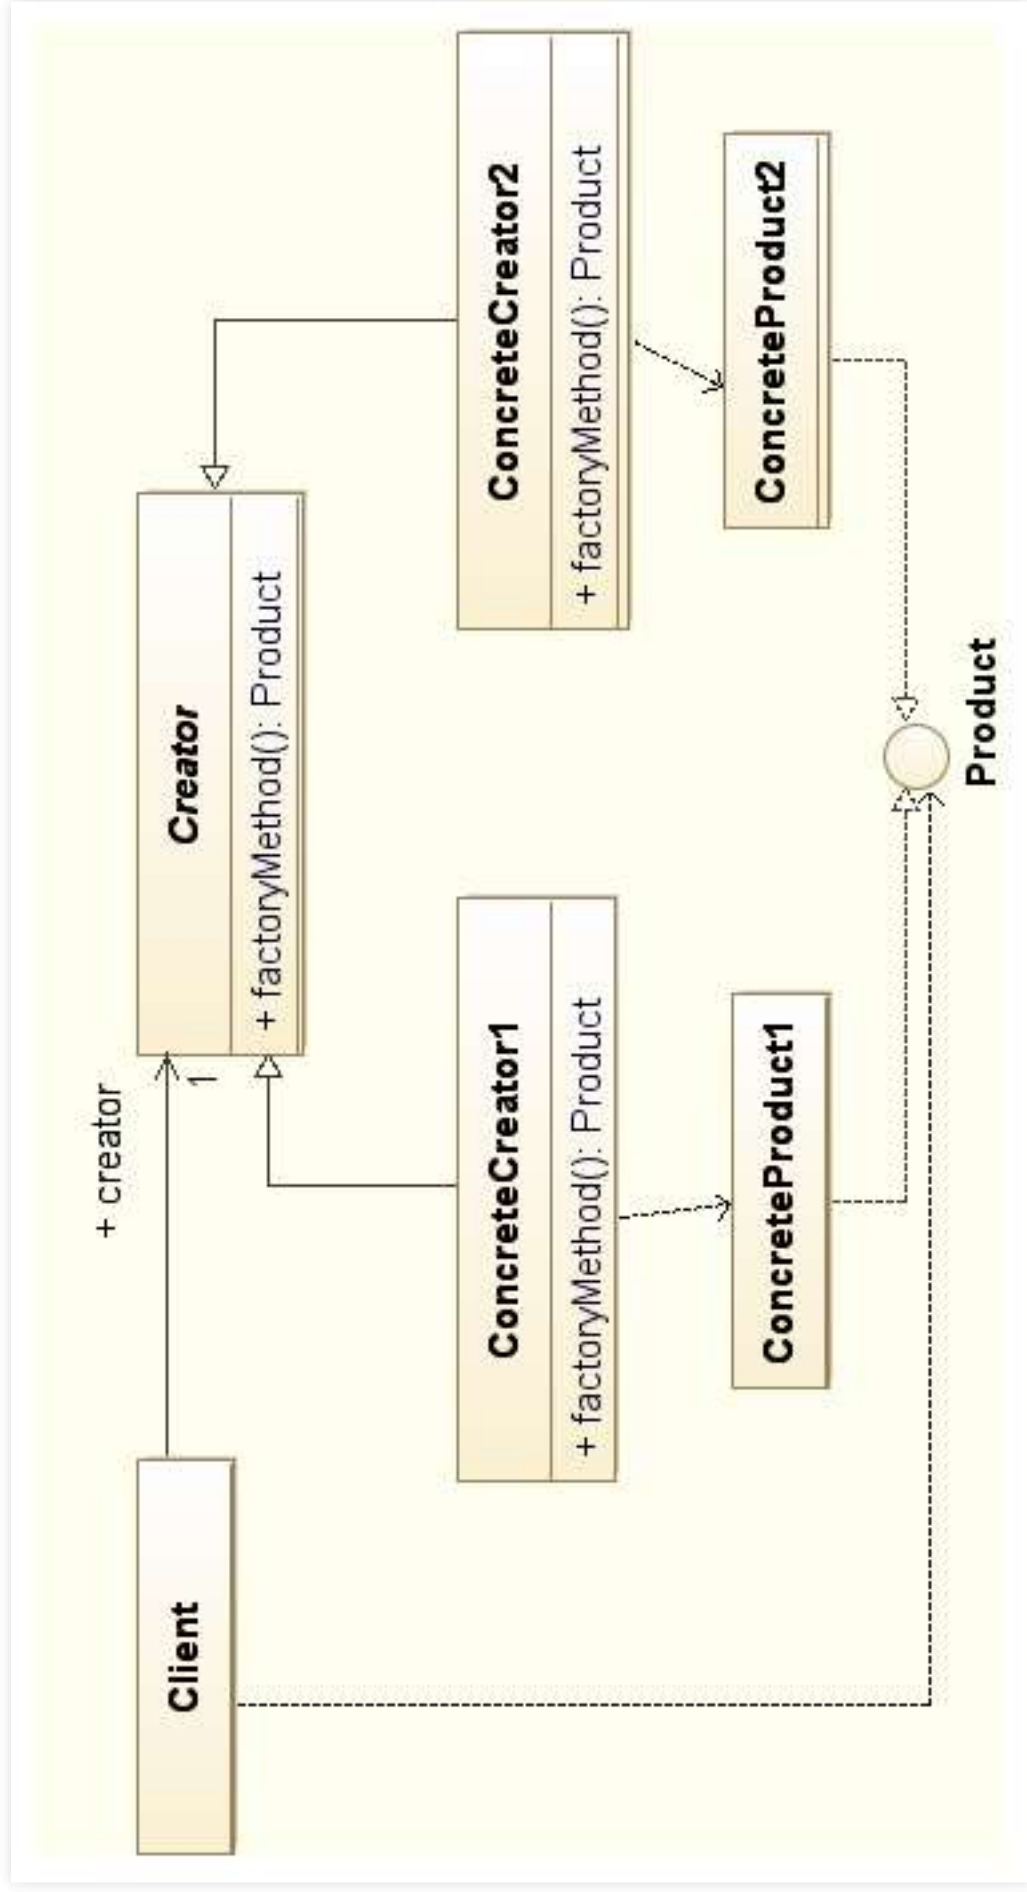 + creator
1
Client
Creator
+ factoryMethod(): Product
ConcreteCreator1
+ factoryMethod(): Product
ConcreteCreator2
+ factoryMethod(): Product
ConcreteProduct1
ConcreteProduct2
Product